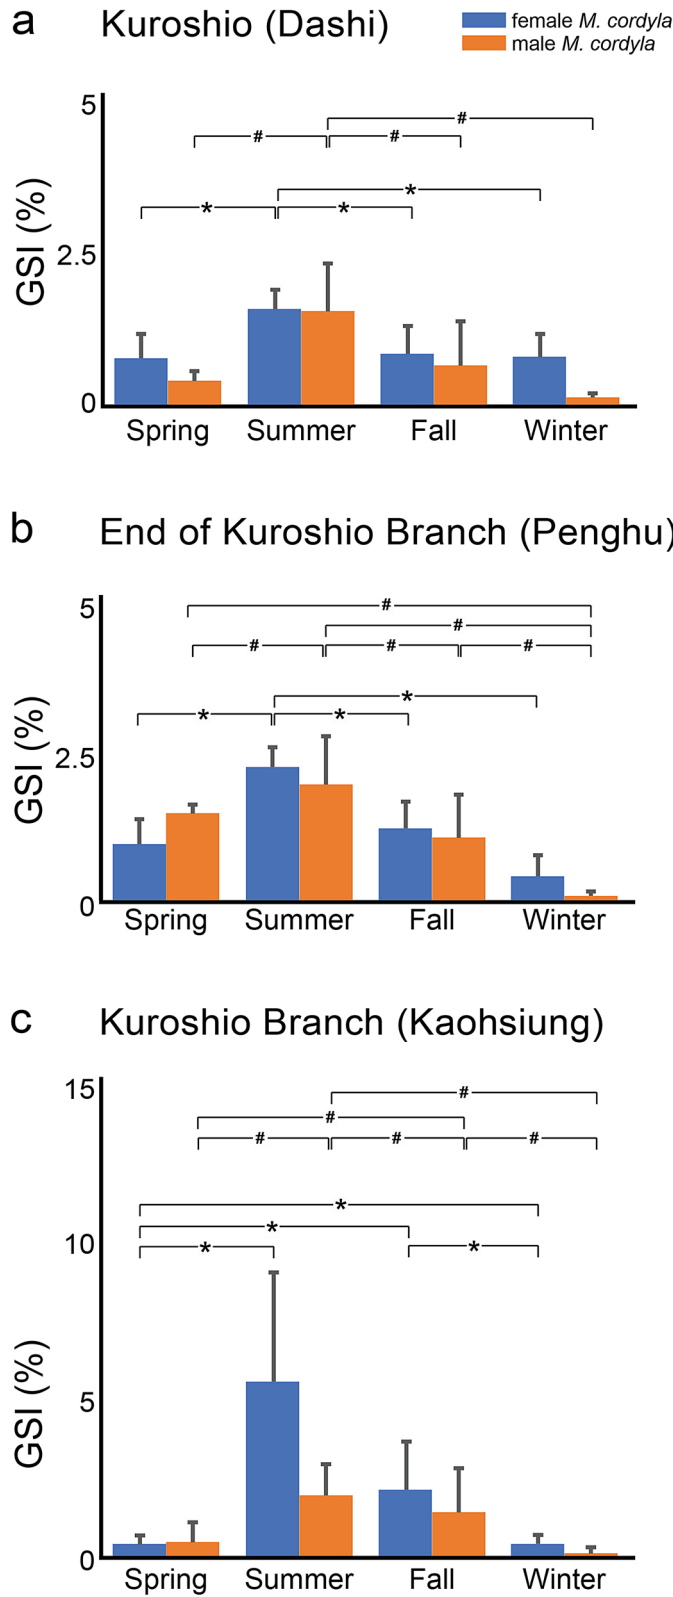 a
Kuroshio (Dashi)
female M. cordyla
male M. cordyla
5
#
#
#
*
*
*
GSI (%)
2.5
0
Spring Summer Fall Winter
b
End of Kuroshio Branch (Penghu)
5
#
#
# # #
*
* *
GSI (%)
2.5
0
Spring Summer Fall Winter
c
Kuroshio Branch (Kaohsiung)
15
#
#
# # #
*
*
* *
10
GSI (%)
5
0
Spring Summer Fall Winter